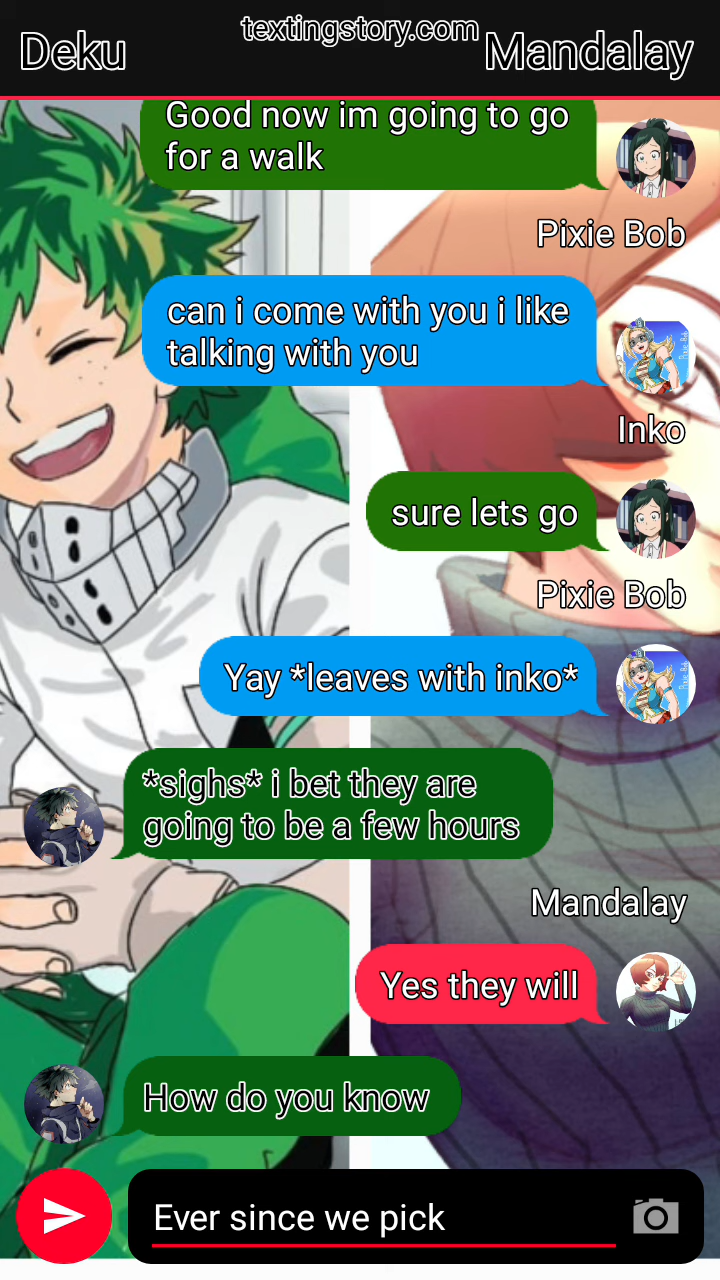 textingstory.com
Deku
Mandalay
Good now im going to go
for a walk
Pixie Bob
can i come with you i like
talking with you
Inko
sure lets go
Pixie Bob
Yay *leaves with inko*
*sighs* i bet they are
going to be a few hours
Mandalay
Yes they will
How do you know
Ever since we pick